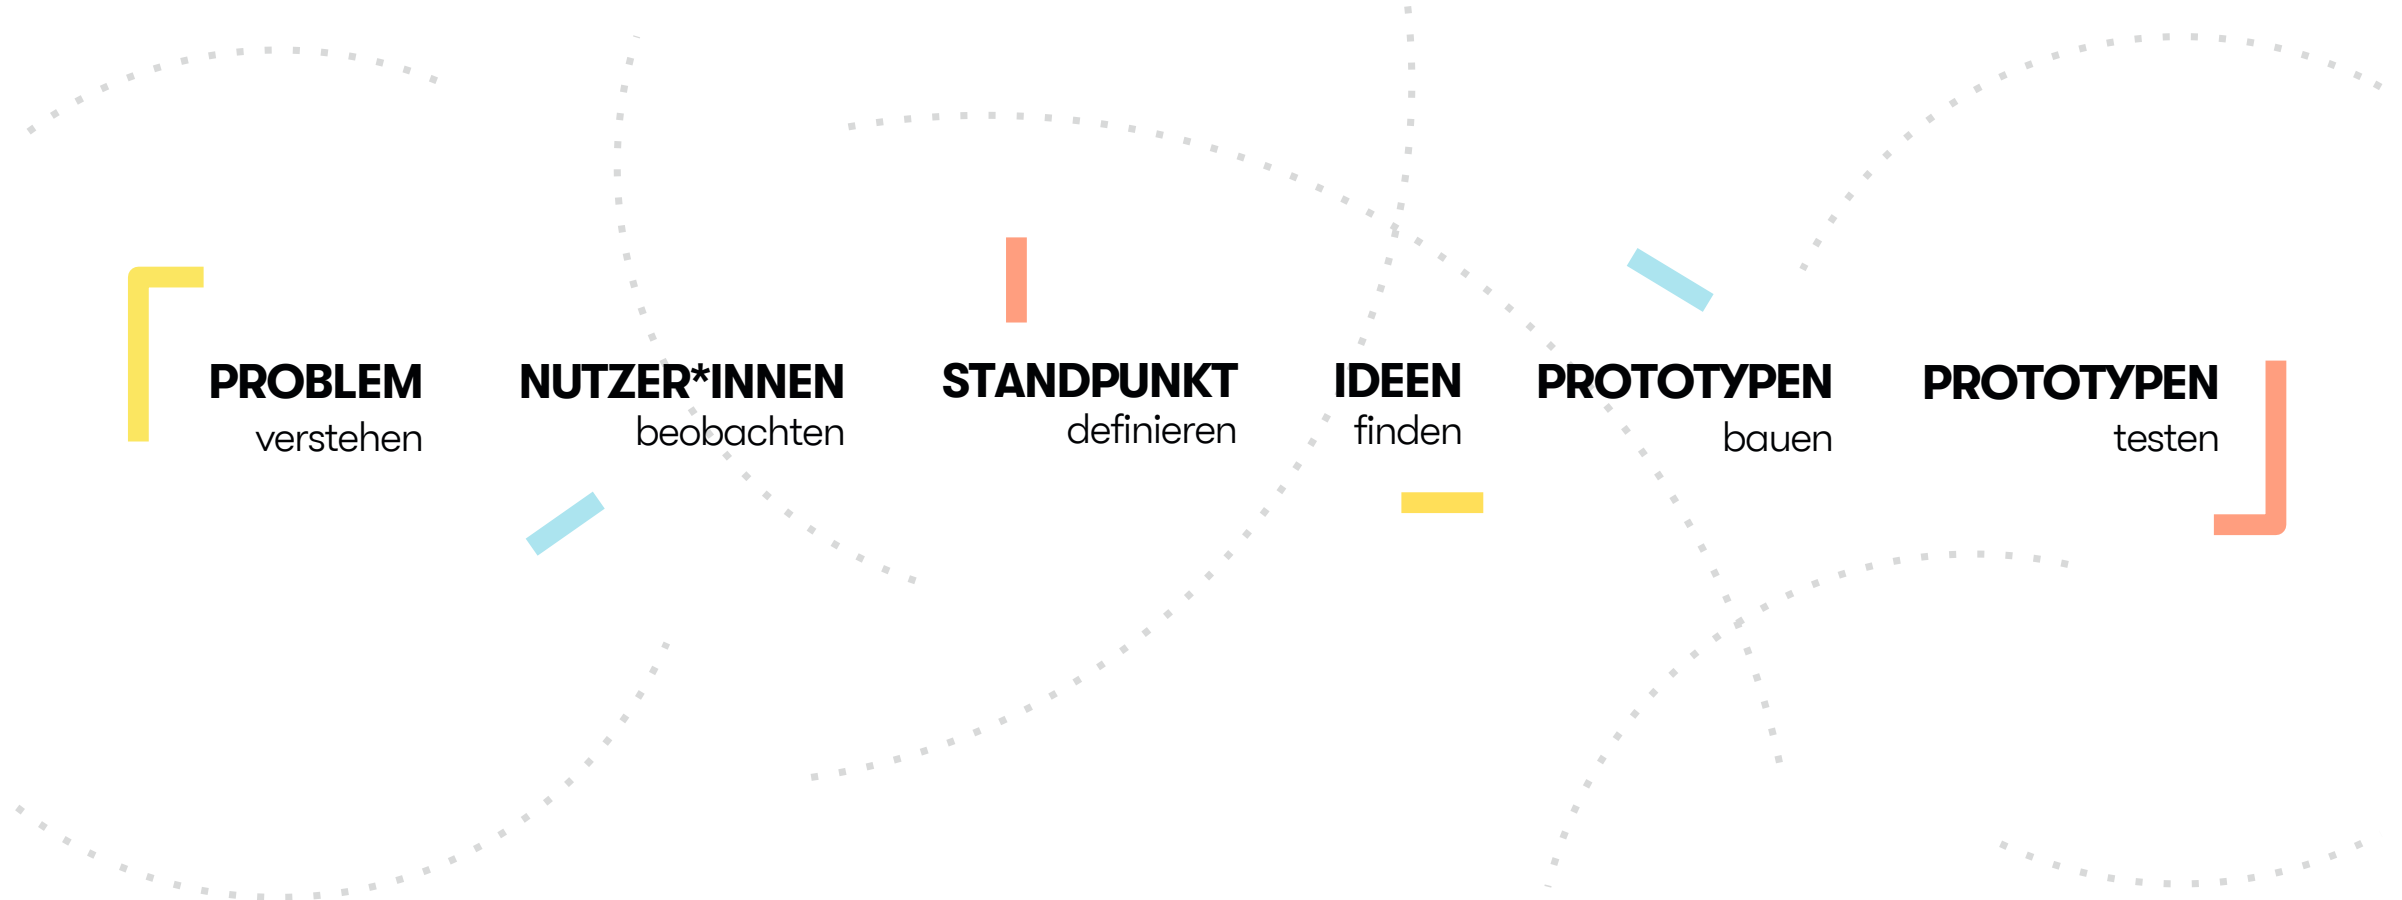 PROBLEM
verstehen
NUTZER*INNEN
beobachten
STANDPUNKT
definieren
IDEEN
finden
PROTOTYPEN
bauen
PROTOTYPEN
testen